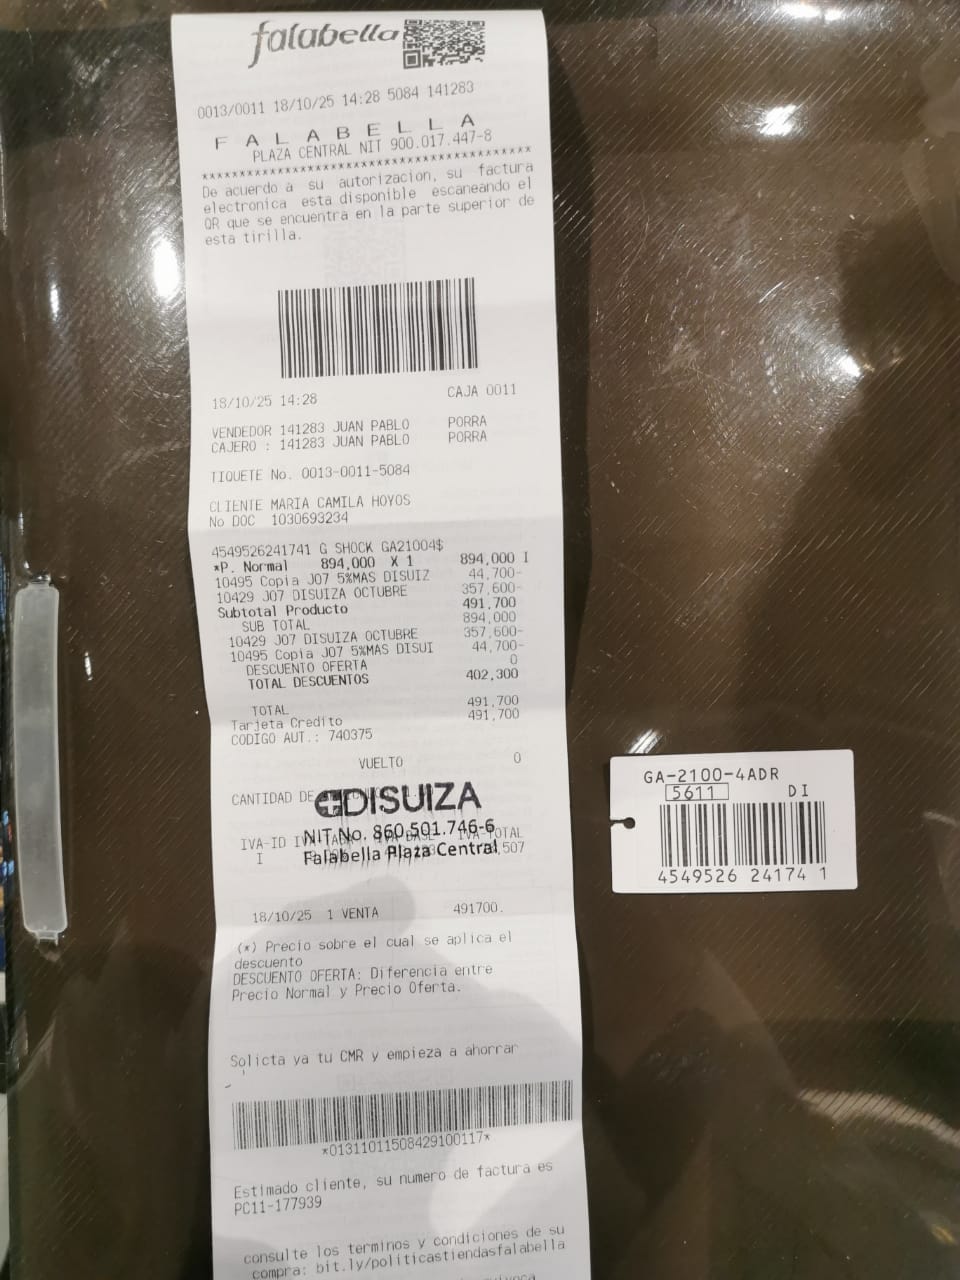 falabella
0013/0011 18/10/25 14:28 5084 141283
F A L A B E L L A
PLAZA CENTRAL NIT 900.017.447-8
******************************************
De acuerdo a su autorizacion, su factura
electronica esta disponible escaneando el
QR que se encuentra en la parte superior de
esta tirilla.
18/10/25 14:28 CAJA 0011
VENDEDOR 141283 JUAN PABLO PORRA
CAJERO : 141283 JUAN PABLO PORRA
TIQUETE No. 0013-0011-5084
CLIENTE MARIA CAMILA HOYOS
No DOC 1030693234
4549526241741 G SHOCK GA21004$
*P. Normal 894,000 X 1 894,000 I
10495 Copia J07 5%MAS DISUIZ 44,700-
10429 J07 DISUIZA OCTUBRE 357,600-
Subtotal Producto 491,700
SUB TOTAL 894,000
10429 J07 DISUIZA OCTUBRE 357,600-
10495 Copia J07 5%MAS DISUI 44,700-
DESCUENTO OFERTA 0
TOTAL DESCUENTOS 402,300
TOTAL 491,700
Tarjeta Credito 491,700
CODIGO AUT.: 740375
VUELTO 0
CANTIDAD DE
DISUIZA
NIT No. 860.501.746-6
Falabella Plaza Central
IVA-ID IVA-TASA IVA-BASE IVA-TOTAL
I ,507
18/10/25 1 VENTA 491700.
(*) Precio sobre el cual se aplica el
descuento
DESCUENTO OFERTA: Diferencia entre
Precio Normal y Precio Oferta.
Solicta ya tu CMR y empieza a ahorrar
*01311011508429100117*
Estimado cliente, su numero de factura es
PC11-177939
consulte los terminos y condiciones de su
compra: bit.ly/politicastiendasfalabella
GA-2100-4ADR
5611 DI
4549526 24174 1